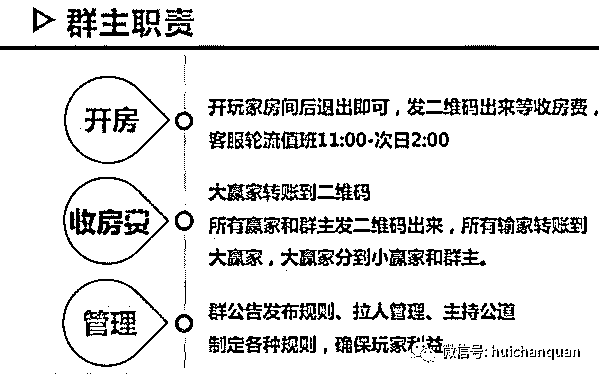 群主职责
开房
开玩家房间后退出即可，发二维码出来等收房费，
客服轮流值班11:00-次日2:00
收房费
大赢家转账到二维码
所有赢家和群主发二维码出来，所有输家转账到
大赢家，大赢家分到小赢家和群主。
管理
群公告发布规则、拉人管理、主持公道
制定各种规则，确保玩家利益
微信号: huichanquan